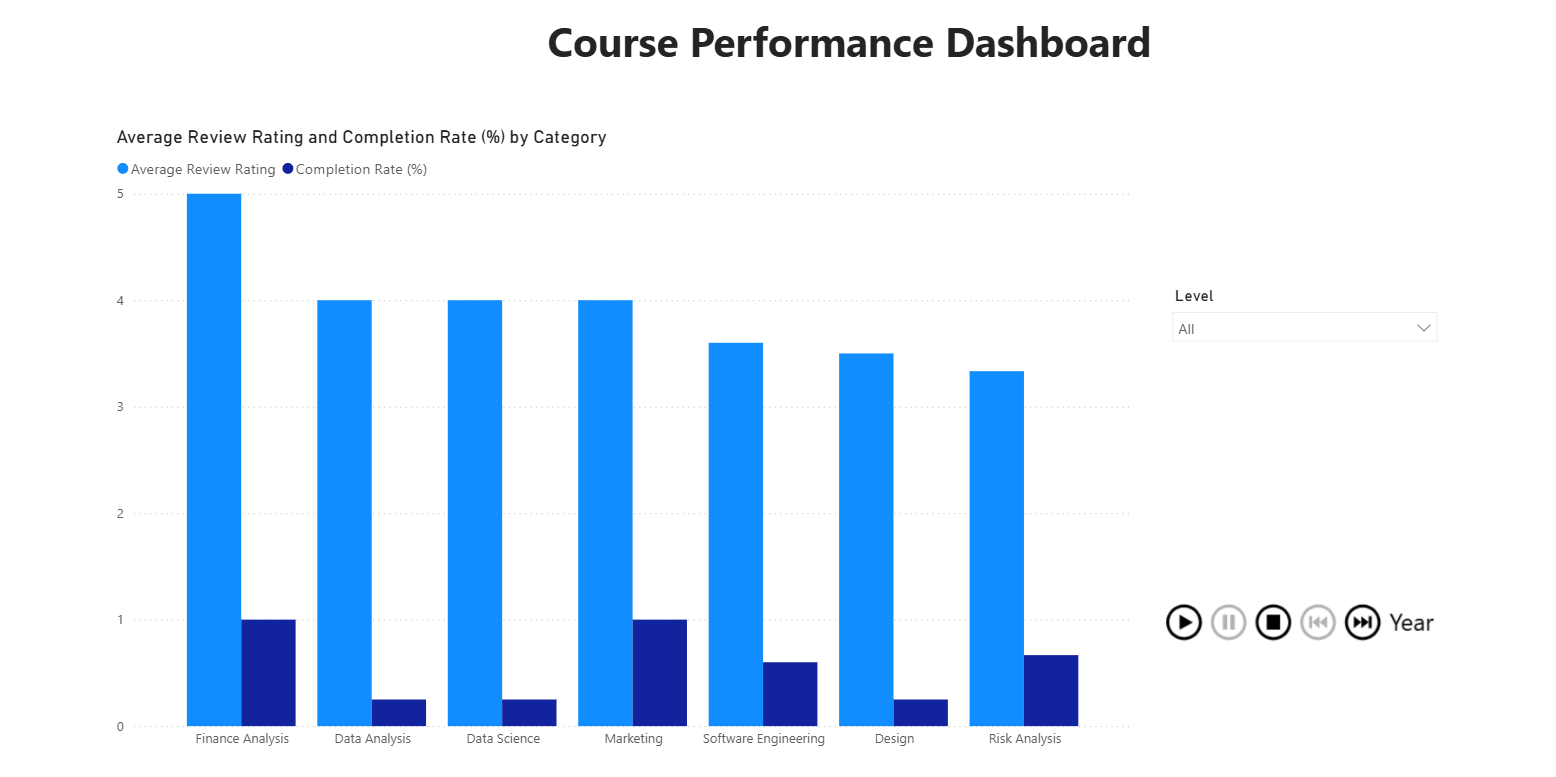 Course Performance Dashboard
Average Review Rating and Completion Rate (%) by Category
Average Review Rating Completion Rate (%)
5
4
3
2
1
0
Finance Analysis Data Analysis Data Science Marketing Software Engineering Design Risk Analysis
Level
All
Year